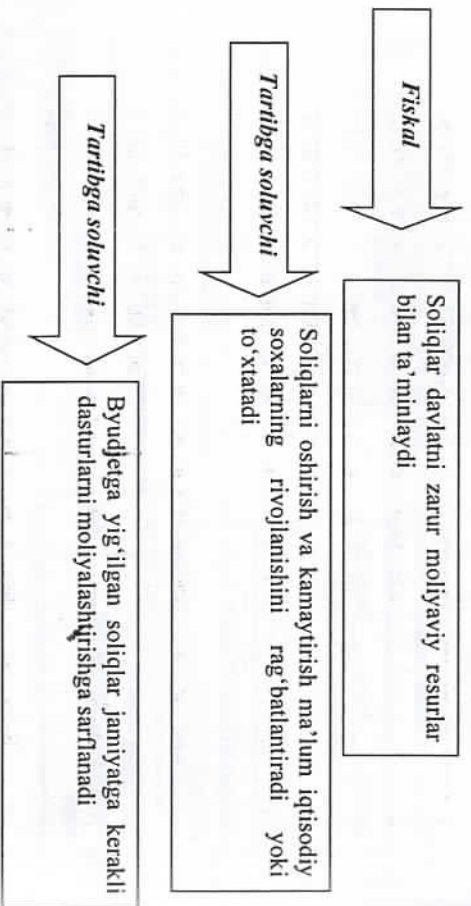 Fiskal
Soliqlar davlatni zarur moliyaviy resurlar
bilan ta’minlaydi
Tartibga soluvchi
Soliqlarni oshirish va kamaytirish ma’lum iqtisodiy
soxalarning rivojlanishini rag‘batlantiradi yoki
to‘xtatadi
Tartibga soluvchi
Byudjetga yig‘ilgan soliqlar jamiyatga kerakli
dasturlarni moliyalashtirishga sarflanadi